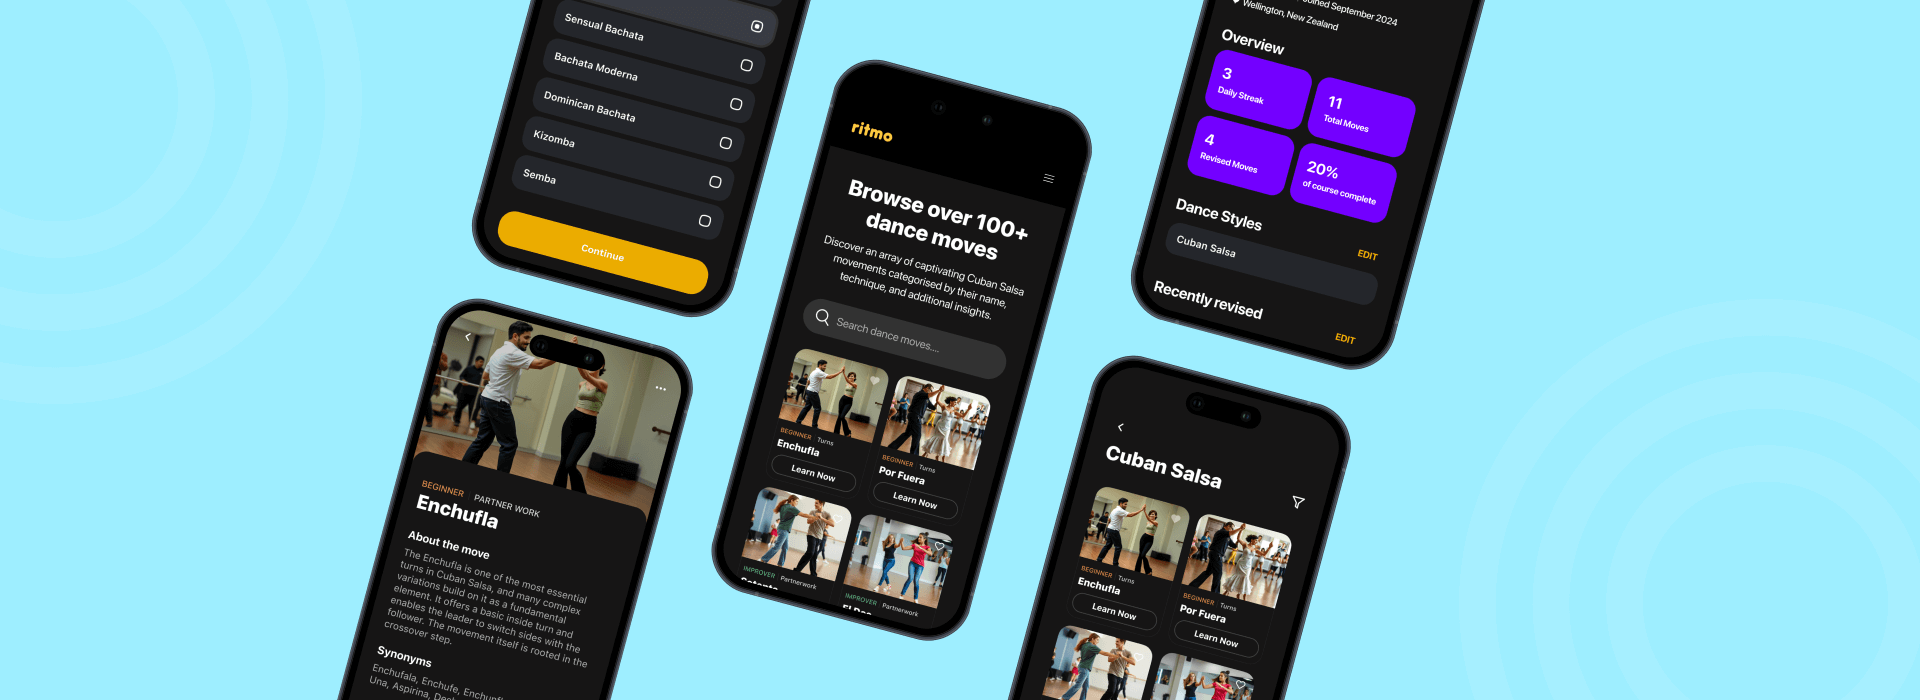 Sensual Bachata
Bachata Moderna
Dominican Bachata
Kizomba
Semba
Continue
BEGINNER PARTNER WORK
Enchufla
About the move
The Enchufla is one of the most essential
turns in Cuban Salsa, and many complex
variations build on it as a fundamental
element. It offers a basic inside turn and
enables the leader to switch sides with the
follower. The movement itself is rooted in the
crossover step.
Synonyms
Enchufala, Enchufe,
Una, Aspirina,
ritmo
Browse over 100+
dance moves
Discover an array of captivating Cuban Salsa
movements categorised by their name,
technique, and additional insights.
Search dance moves....
BEGINNER Turns
Enchufla
Learn Now
BEGINNER Turns
Por Fuera
Learn Now
IMPROVER Partnerwork
IMPROVER Partnerwork
Joined September 2024
Wellington, New Zealand
Overview
3
Daily Streak
11
Total Moves
4
Revised Moves
20%
of course complete
Dance Styles
EDIT
Cuban Salsa
Recently revised
EDIT
Cuban Salsa
BEGINNER Turns
Enchufla
Learn Now
BEGINNER Turns
Por Fuera
Learn Now